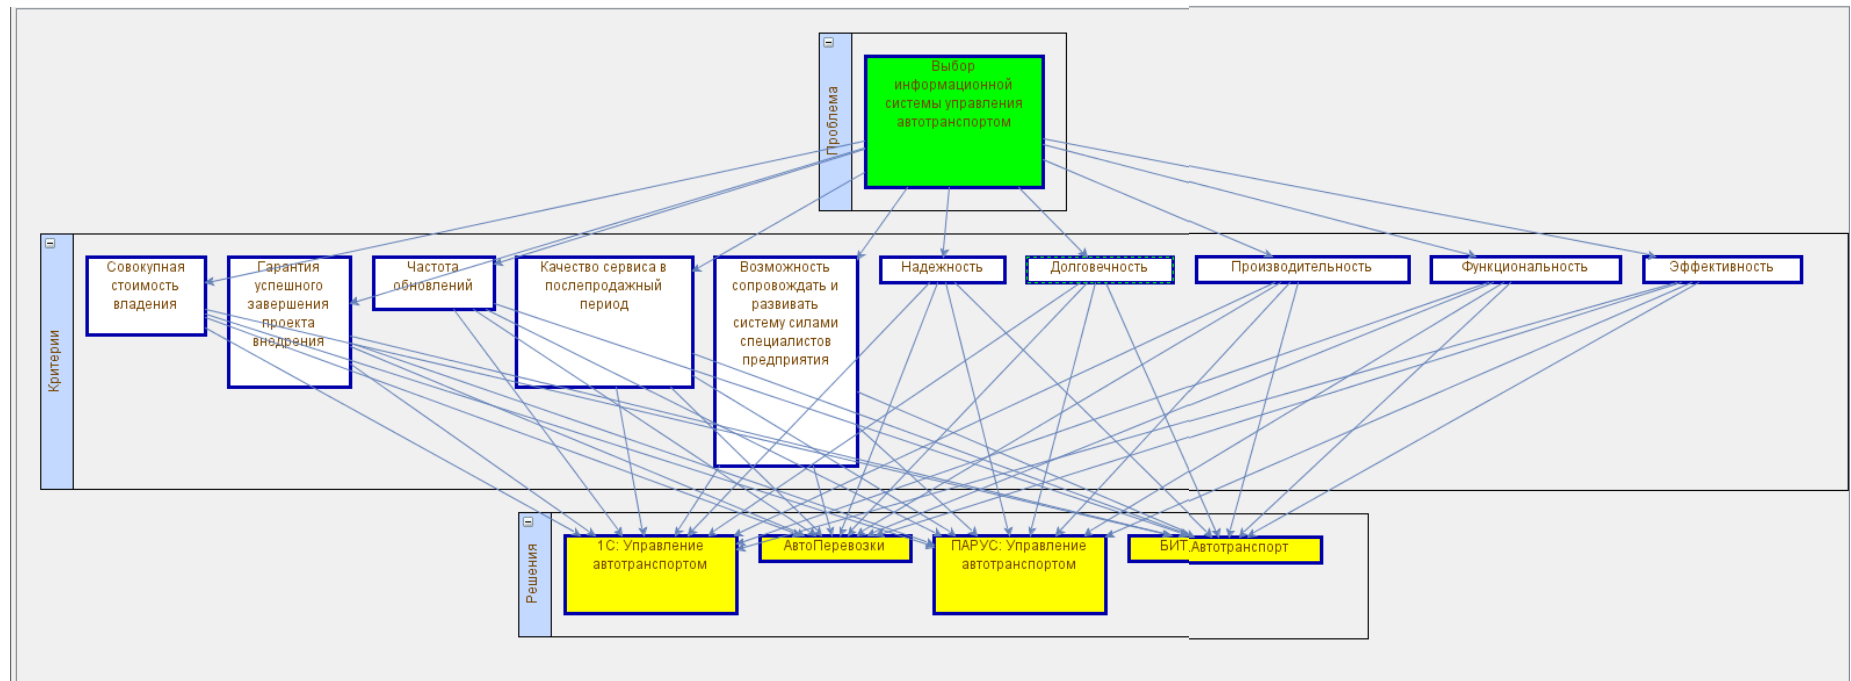 Проблема
Выбор
информационной
системы управления
автотранспортом
Критерии
Совокупная
стоимость
владения
Гарантия
успешного
завершения
проекта
внедрения
Частота
обновлений
Качество сервиса в
послепродажный
период
Возможность
сопровождать и
развивать
систему силами
специалистов
предприятия
Надежность
Долговечность
Производительность
Функциональность
Эффективность
Решения
1С: Управление
автотранспортом
АвтоПеревозки
ПАРУС: Управление
автотранспортом
БИТ.Автотранспорт